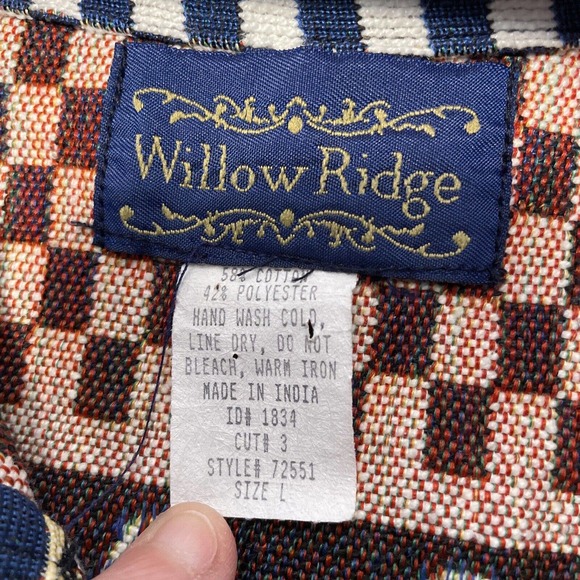 Willow Ridge
58% COTTON
42% POLYESTER
HAND WASH COLD,
LINE DRY, DO NOT
BLEACH, WARM IRON
MADE IN INDIA
ID# 1834
CUT# 3
STYLE# 72551
SIZE L